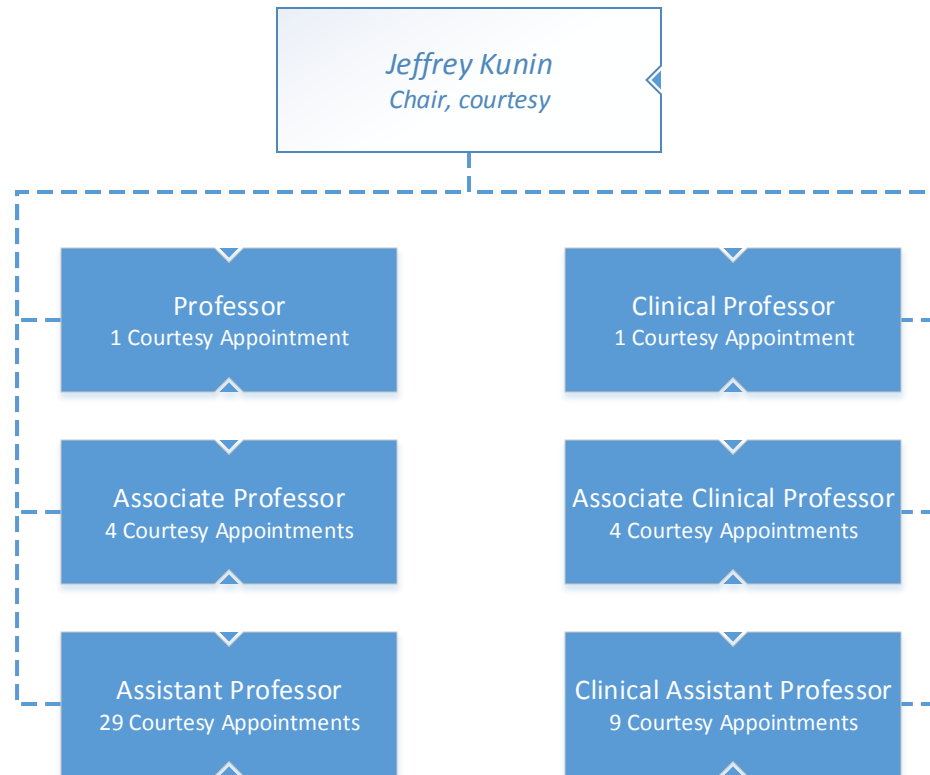 Jeffrey Kunin
Chair, courtesy
Professor
1 Courtesy Appointment
Clinical Professor
1 Courtesy Appointment
Associate Professor
4 Courtesy Appointments
Associate Clinical Professor
4 Courtesy Appointments
Assistant Professor
29 Courtesy Appointments
Clinical Assistant Professor
9 Courtesy Appointments